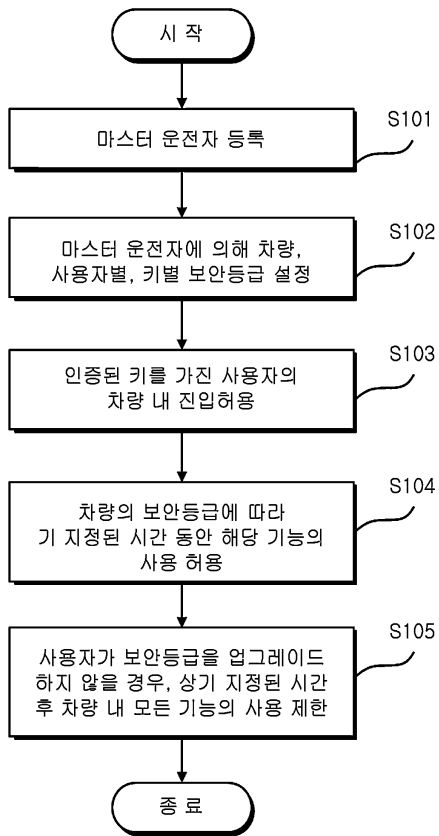 시 작
마스터 운전자 등록
S101
마스터 운전자에 의해 차량,
사용자별, 키별 보안등급 설정
S102
인증된 키를 가진 사용자의
차량 내 진입허용
S103
차량의 보안등급에 따라
기 지정된 시간 동안 해당 기능의
사용 허용
S104
사용자가 보안등급을 업그레이드
하지 않을 경우, 상기 지정된 시간
후 차량 내 모든 기능의 사용 제한
S105
종 료